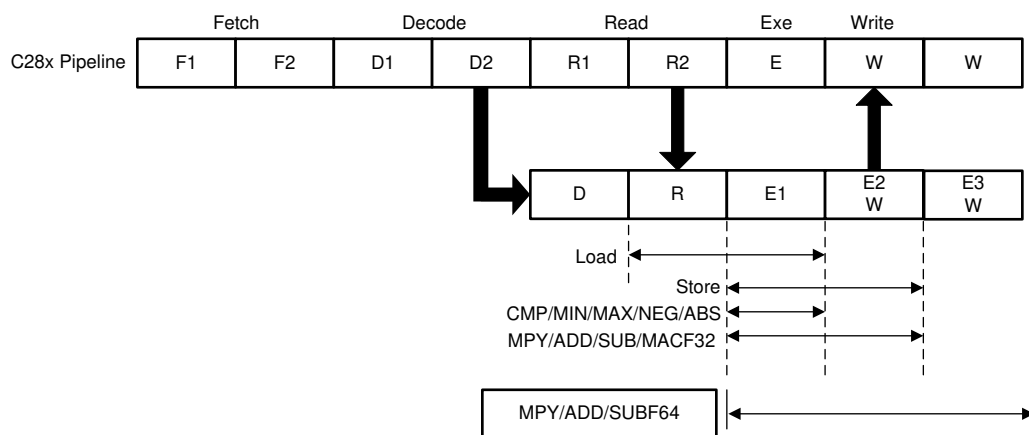 Fetch Decode Read Exe Write
C28x Pipeline F1 F2 D1 D2 R1 R2 E W W
D R E1 E2 W E3 W
Load
Store
CMP/MIN/MAX/NEG/ABS
MPY/ADD/SUB/MACF32
MPY/ADD/SUBF64